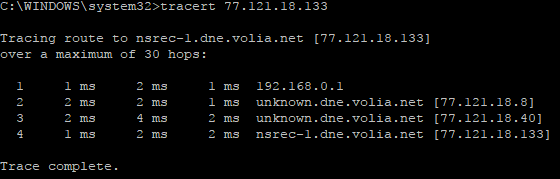 C:\WINDOWS\system32>tracert 77.121.18.133
Tracing route to nsrec-1.dne.volia.net [77.121.18.133]
over a maximum of 30 hops:
1 1 ms 2 ms 1 ms 192.168.0.1
2 2 ms 2 ms 1 ms unknown.dne.volia.net [77.121.18.8]
3 2 ms 4 ms 2 ms unknown.dne.volia.net [77.121.18.40]
4 1 ms 2 ms 2 ms nsrec-1.dne.volia.net [77.121.18.133]
Trace complete.